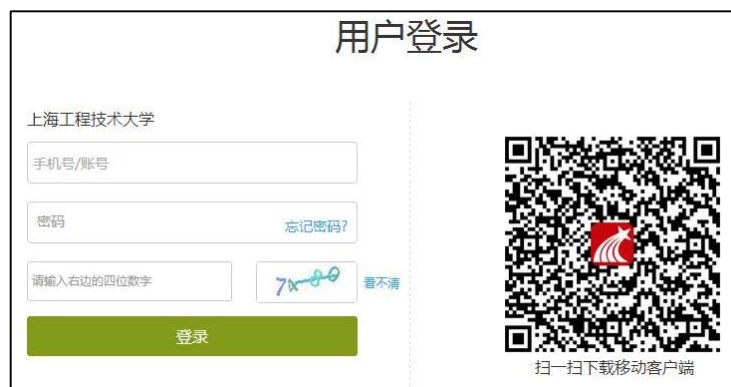 用户登录
上海工程技术大学
手机号/账号
密码
忘记密码?
请输入右边的四位数字
看不清
登录
扫一扫下载移动客户端